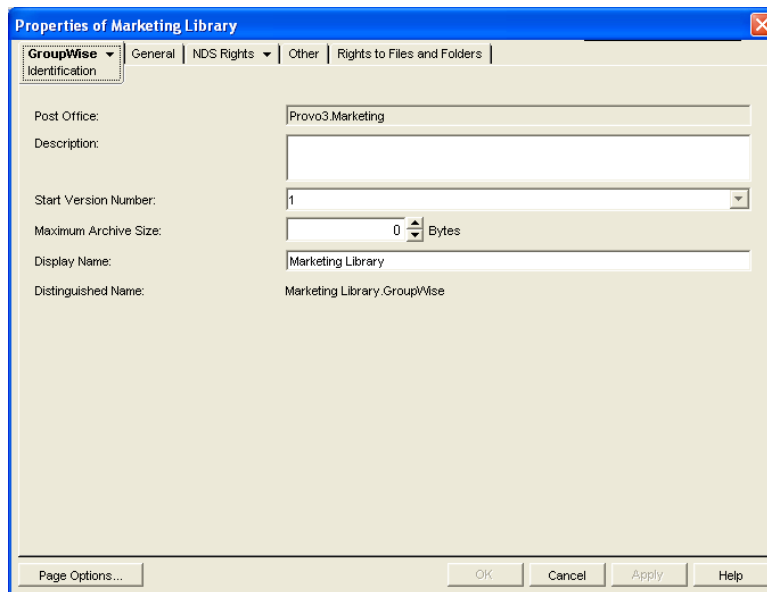 Properties of Marketing Library
GroupWise General NDS Rights Other Rights to Files and Folders
Identification
Post Office: Provo3.Marketing
Description:
Start Version Number: 1
Maximum Archive Size: 0 Bytes
Display Name: Marketing Library
Distinguished Name: Marketing Library.GroupWise
Page Options... OK Cancel Apply Help